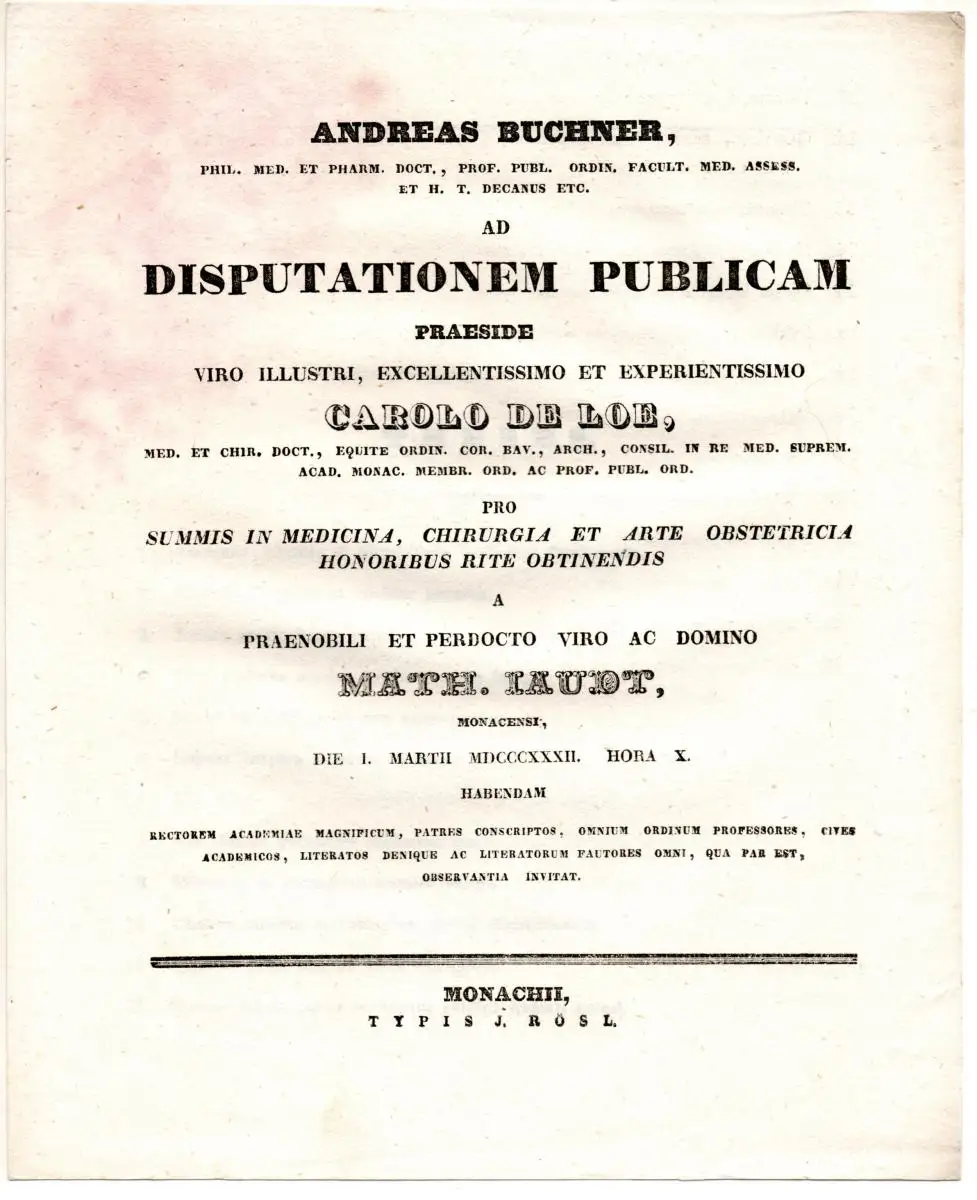 ANDREAS BUCHNER,
PHIL. MED. ET PHARM. DOCT., PROF. PUBL. ORDIN. FACULT. MED. ASSESS.
ET H. T. DECANUS ETC.
AD
DISPUTATIONEM PUBLICAM
PRAESIDE
VIRO ILLUSTRI, EXCELLENTISSIMO ET EXPERIENTISSIMO
CAROLO DE LOE,
MED. ET CHIR. DOCT., EQUITE ORDIN. COR. BAV., ARCH., CONSIL. IN RE MED. SUPREM.
ACAD. MONAC. MEMBR. ORD. AC PROF. PUBL. ORD.
PRO
SUMMIS IN MEDICINA, CHIRURGIA ET ARTE OBSTETRICIA
HONORIBUS RITE OBTINENDIS
A
PRAENOBILI ET PERDOCTO VIRO AC DOMINO
MATH. IAUDT,
MONACENSI,
DIE I. MARTII MDCCCXXXII. HORA X.
HABENDAM
RECTOREM ACADEMIAE MAGNIFICUM, PATRES CONSCRIPTOS, OMNIUM ORDINUM PROFESSORES, CIVES
ACADEMICOS, LITERATOS DENIQUE AC LITERATORUM FAUTORES OMNI, QUA PAR EST,
OBSERVANTIA INVITAT.
MONACHII,
TYPIS J. RÖSL.